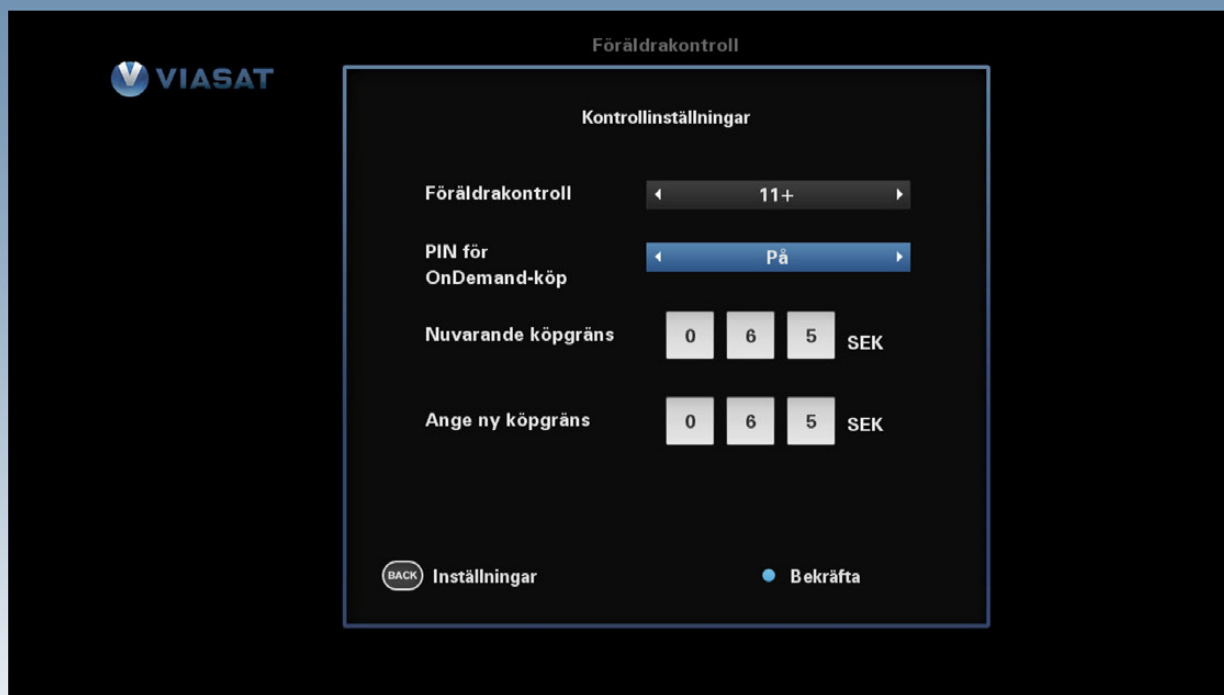 Föräldrakontroll
VIASAT
Kontrollinställningar
Föräldrakontroll
11+
PIN för
OnDemand-köp
På
Nuvarande köpgräns
0 6 5 SEK
Ange ny köpgräns
0 6 5 SEK
BACK Inställningar
Bekräfta